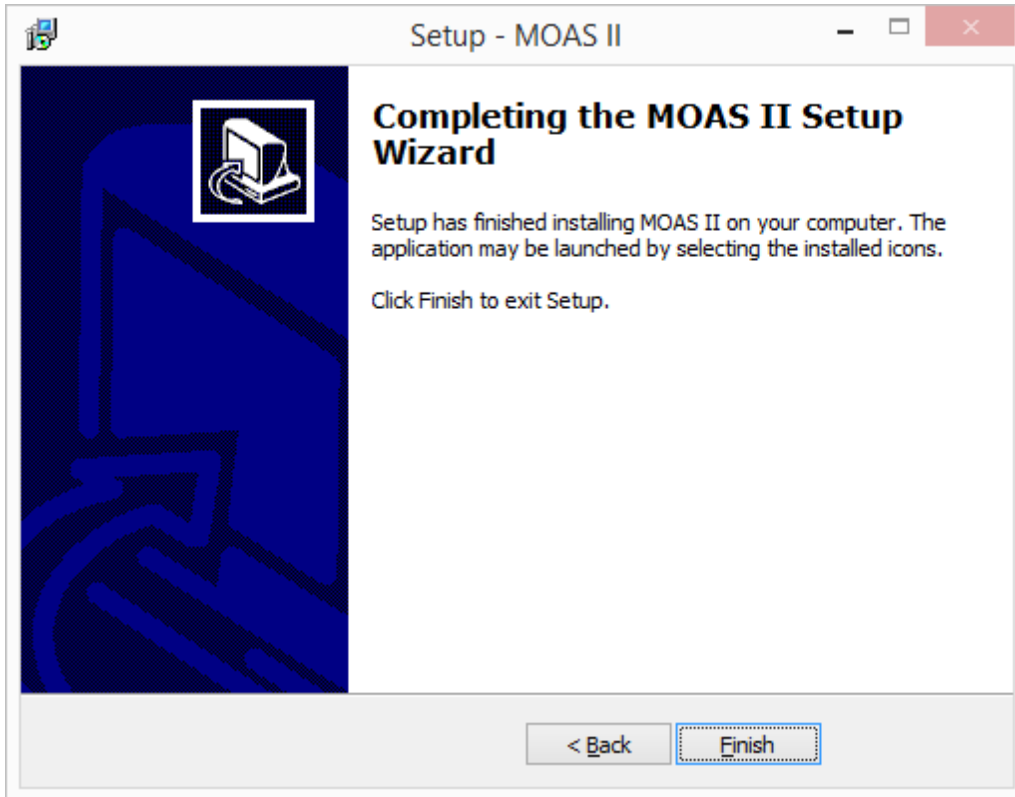 Setup - MOAS II
Completing the MOAS II Setup
Wizard
Setup has finished installing MOAS II on your computer. The
application may be launched by selecting the installed icons.
Click Finish to exit Setup.
< Back
Finish